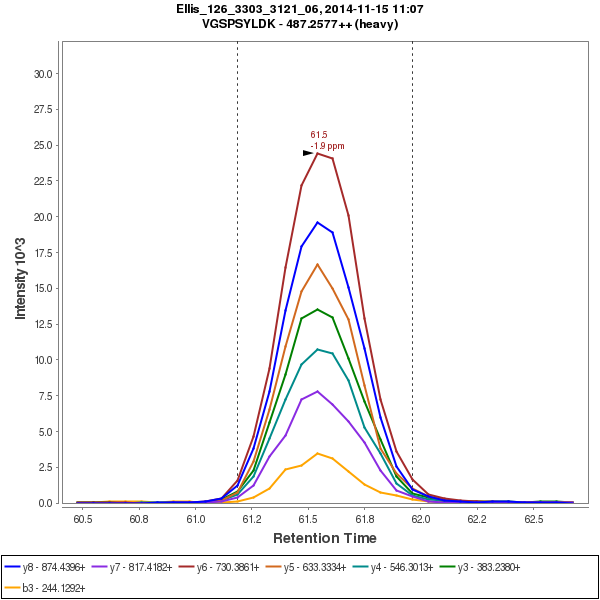 Ellis_126_3303_3121_06, 2014-11-15 11:07
VGSPSYLDK - 487.2577++ (heavy)
Intensity 10^3
30.0
27.5
25.0
22.5
20.0
17.5
15.0
12.5
10.0
7.5
5.0
2.5
0.0
61.5
-1.9 ppm
60.5 60.8 61.0 61.2 61.5 61.8 62.0 62.2 62.5
Retention Time
y8 - 874.4396+ y7 - 817.4182+ y6 - 730.3861+ y5 - 633.3334+ y4 - 546.3013+ y3 - 383.2380+
b3 - 244.1292+